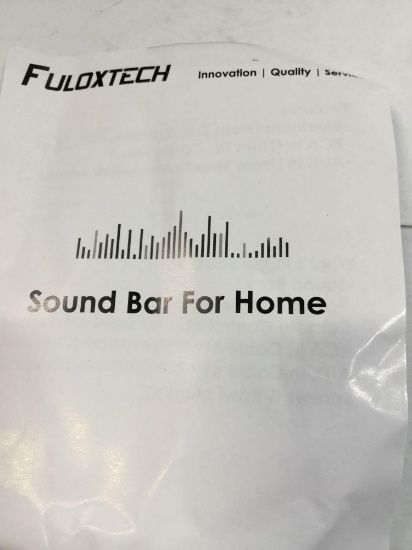 FULOXTECH Innovation | Quality | Servi
Sound Bar For Home